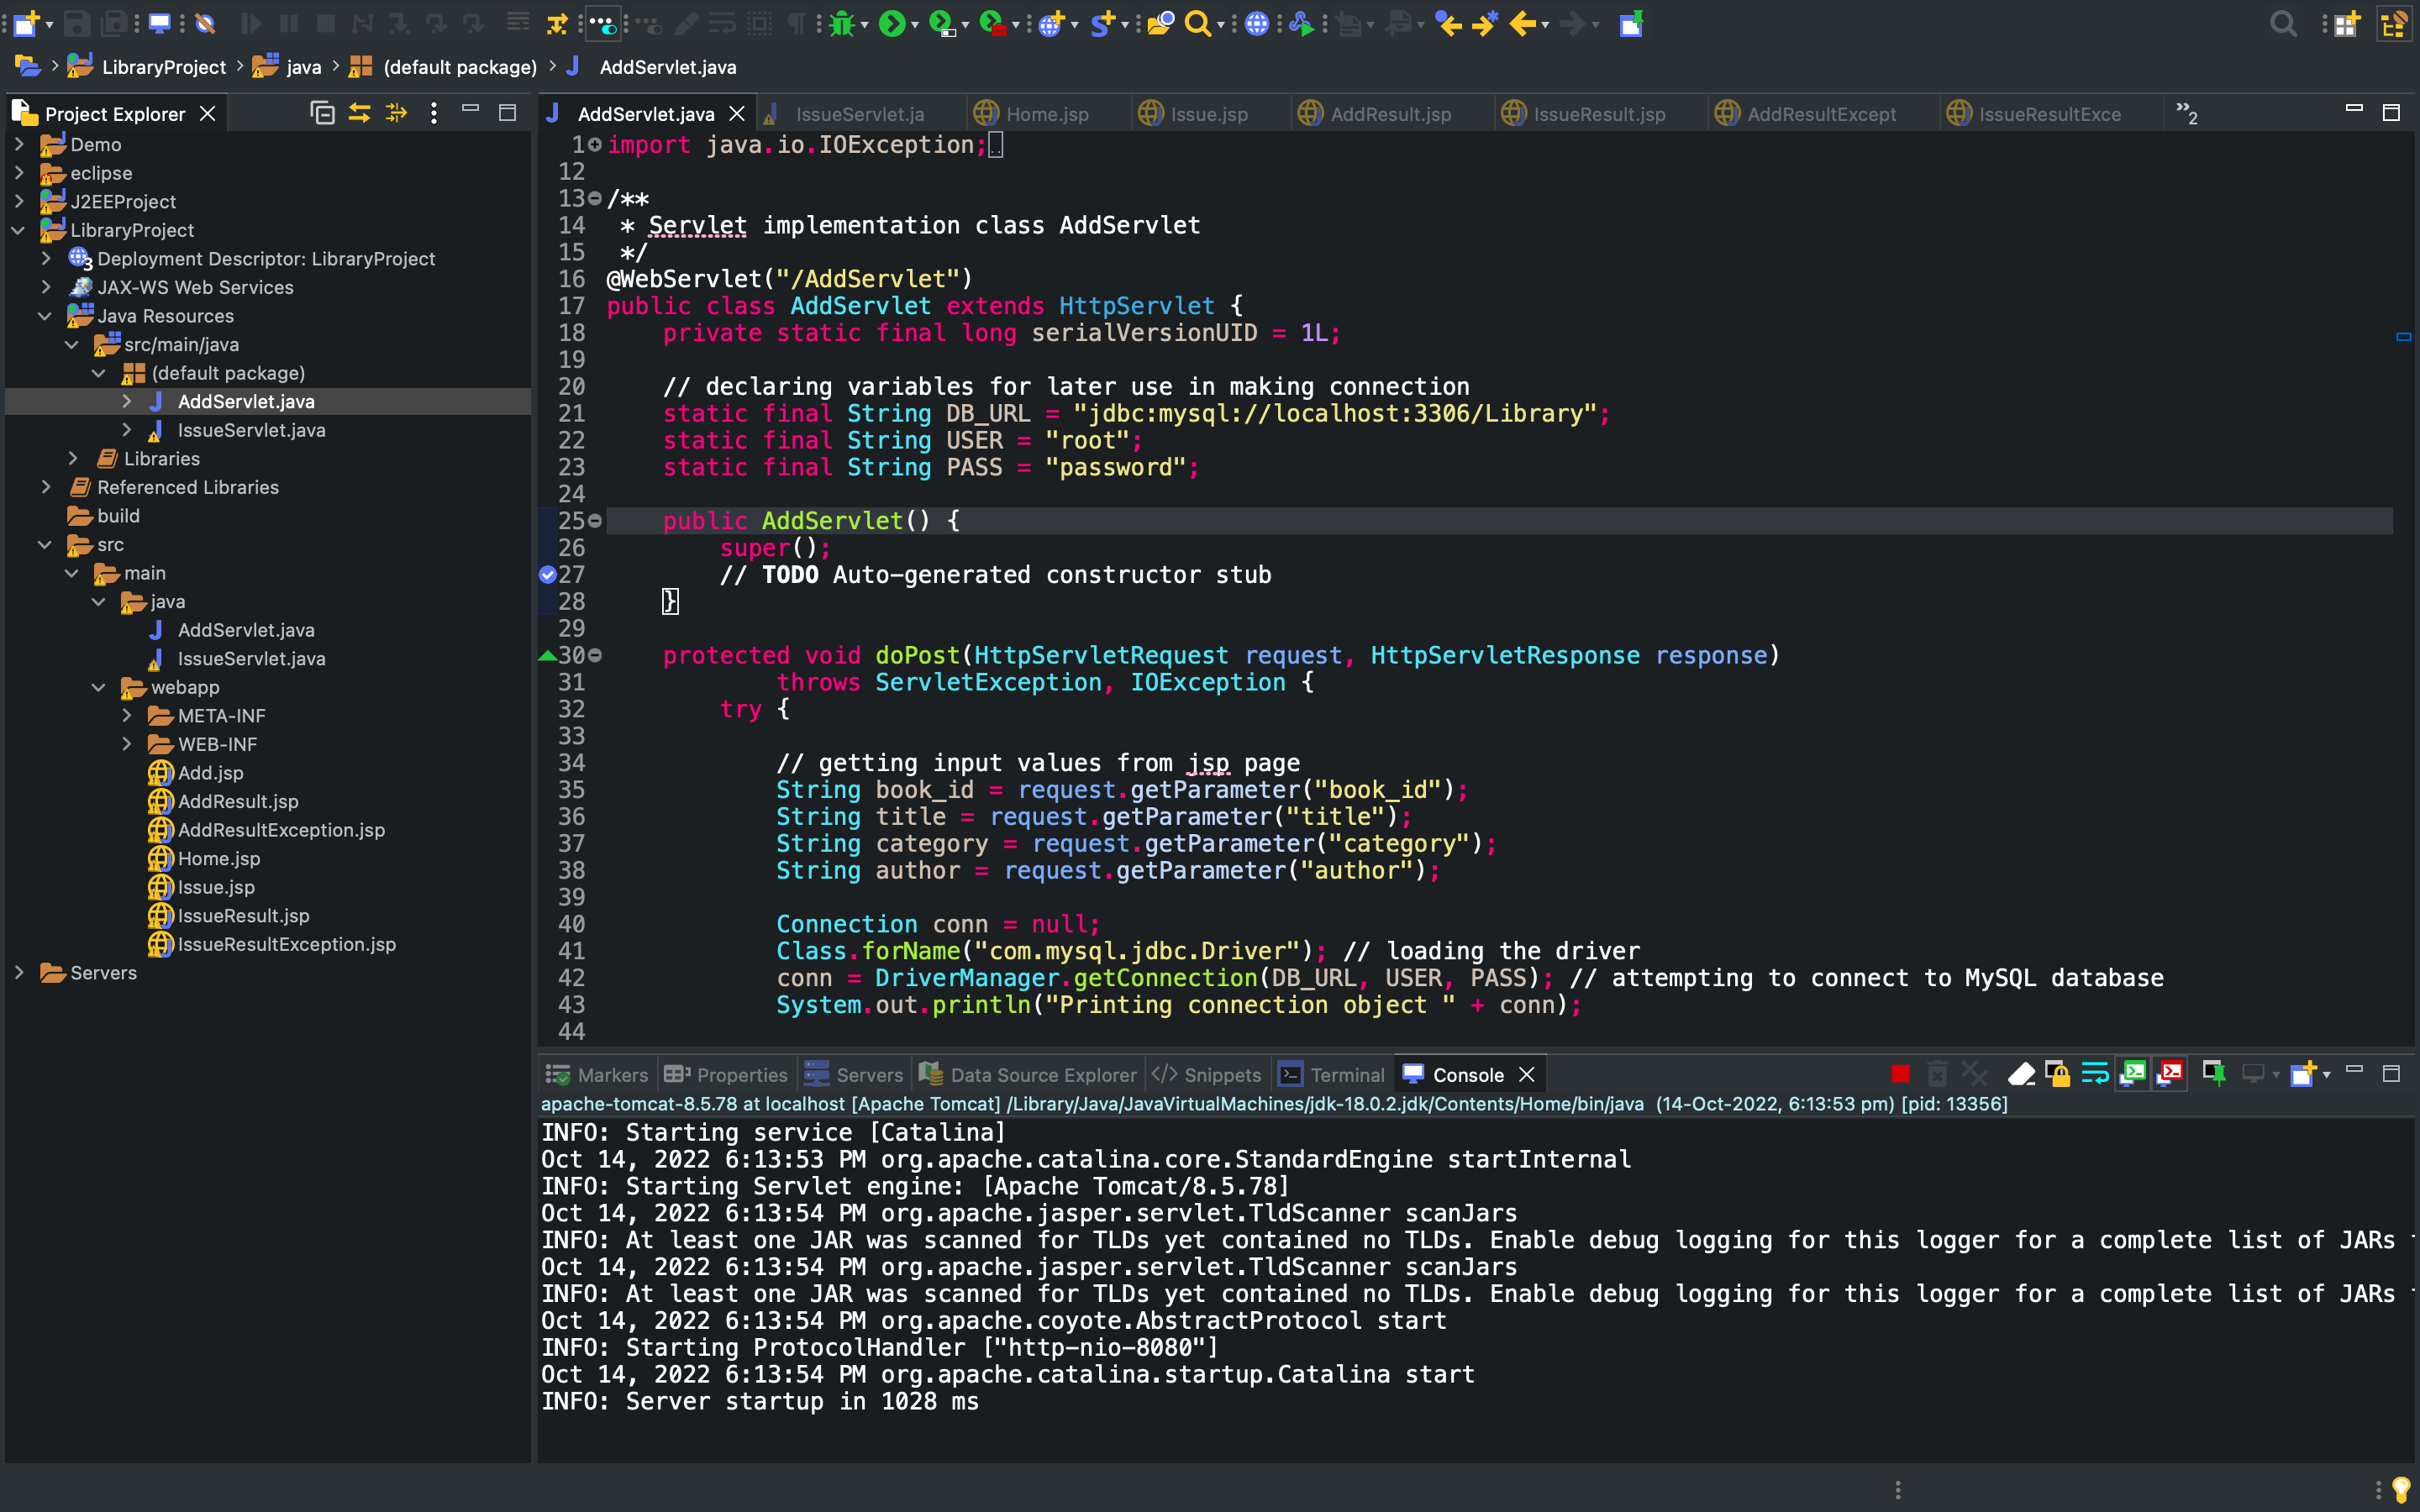 LibraryProject > java > (default package) > AddServlet.java
Project Explorer
Demo
eclipse
J2EEProject
LibraryProject
3 Deployment Descriptor: LibraryProject
JAX-WS Web Services
Java Resources
src/main/java
(default package)
AddServlet.java
IssueServlet.java
Libraries
Referenced Libraries
build
src
main
java
AddServlet.java
IssueServlet.java
webapp
META-INF
WEB-INF
Add.jsp
AddResult.jsp
AddResultException.jsp
Home.jsp
Issue.jsp
IssueResult.jsp
IssueResultException.jsp
Servers
AddServlet.java IssueServlet.ja Home.jsp Issue.jsp AddResult.jsp IssueResult.jsp AddResultExcept IssueResultExce »2
1 import java.io.IOException;
12
13 /**
14  * Servlet implementation class AddServlet
15  */
16 @WebServlet("/AddServlet")
17 public class AddServlet extends HttpServlet {
18     private static final long serialVersionUID = 1L;
19
20     // declaring variables for later use in making connection
21     static final String DB_URL = "jdbc:mysql://localhost:3306/Library";
22     static final String USER = "root";
23     static final String PASS = "password";
24
25     public AddServlet() {
26         super();
27         // TODO Auto-generated constructor stub
28     }
29
30     protected void doPost(HttpServletRequest request, HttpServletResponse response)
31             throws ServletException, IOException {
32         try {
33
34             // getting input values from jsp page
35             String book_id = request.getParameter("book_id");
36             String title = request.getParameter("title");
37             String category = request.getParameter("category");
38             String author = request.getParameter("author");
39
40             Connection conn = null;
41             Class.forName("com.mysql.jdbc.Driver"); // loading the driver
42             conn = DriverManager.getConnection(DB_URL, USER, PASS); // attempting to connect to MySQL database
43             System.out.println("Printing connection object " + conn);
44
Markers Properties Servers Data Source Explorer Snippets Terminal Console
apache-tomcat-8.5.78 at localhost [Apache Tomcat] /Library/Java/JavaVirtualMachines/jdk-18.0.2.jdk/Contents/Home/bin/java (14-Oct-2022, 6:13:53 pm) [pid: 13356]
INFO: Starting service [Catalina]
Oct 14, 2022 6:13:53 PM org.apache.catalina.core.StandardEngine startInternal
INFO: Starting Servlet engine: [Apache Tomcat/8.5.78]
Oct 14, 2022 6:13:54 PM org.apache.jasper.servlet.TldScanner scanJars
INFO: At least one JAR was scanned for TLDs yet contained no TLDs. Enable debug logging for this logger for a complete list of JARs
Oct 14, 2022 6:13:54 PM org.apache.jasper.servlet.TldScanner scanJars
INFO: At least one JAR was scanned for TLDs yet contained no TLDs. Enable debug logging for this logger for a complete list of JARs
Oct 14, 2022 6:13:54 PM org.apache.coyote.AbstractProtocol start
INFO: Starting ProtocolHandler ["http-nio-8080"]
Oct 14, 2022 6:13:54 PM org.apache.catalina.startup.Catalina start
INFO: Server startup in 1028 ms